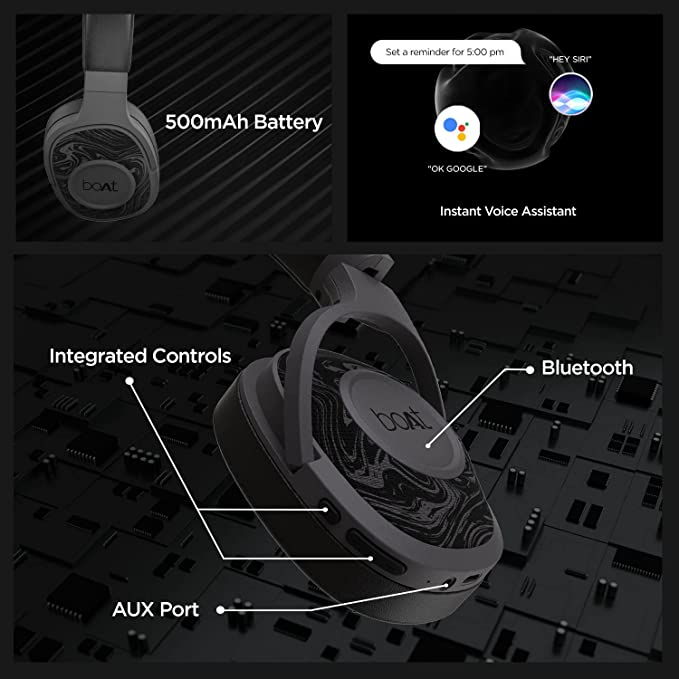 boAt
500mAh Battery
Set a reminder for 5:00 pm
"HEY SIRI"
"OK GOOGLE"
Instant Voice Assistant
Integrated Controls
Bluetooth
boAt
AUX Port